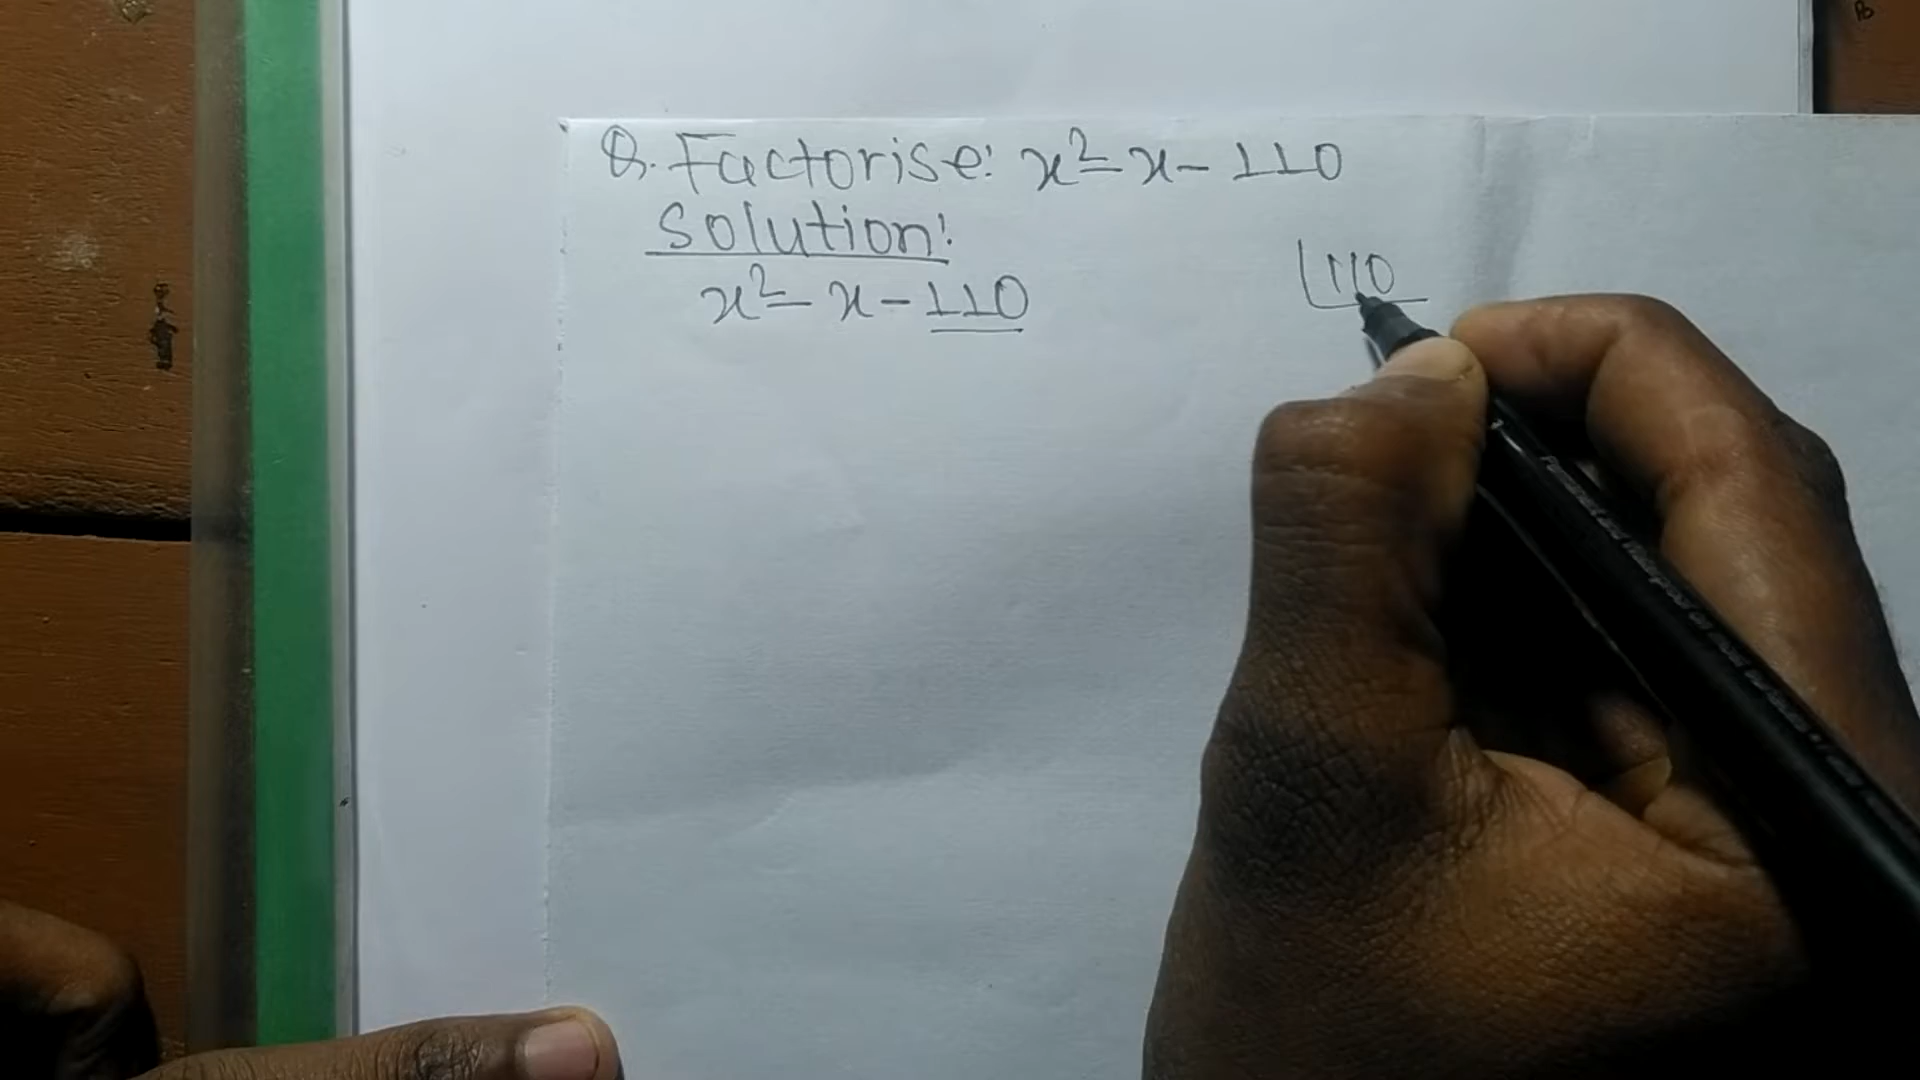 Q. Factorise: x² - x - 110
Solution:
x² - x - 110
110